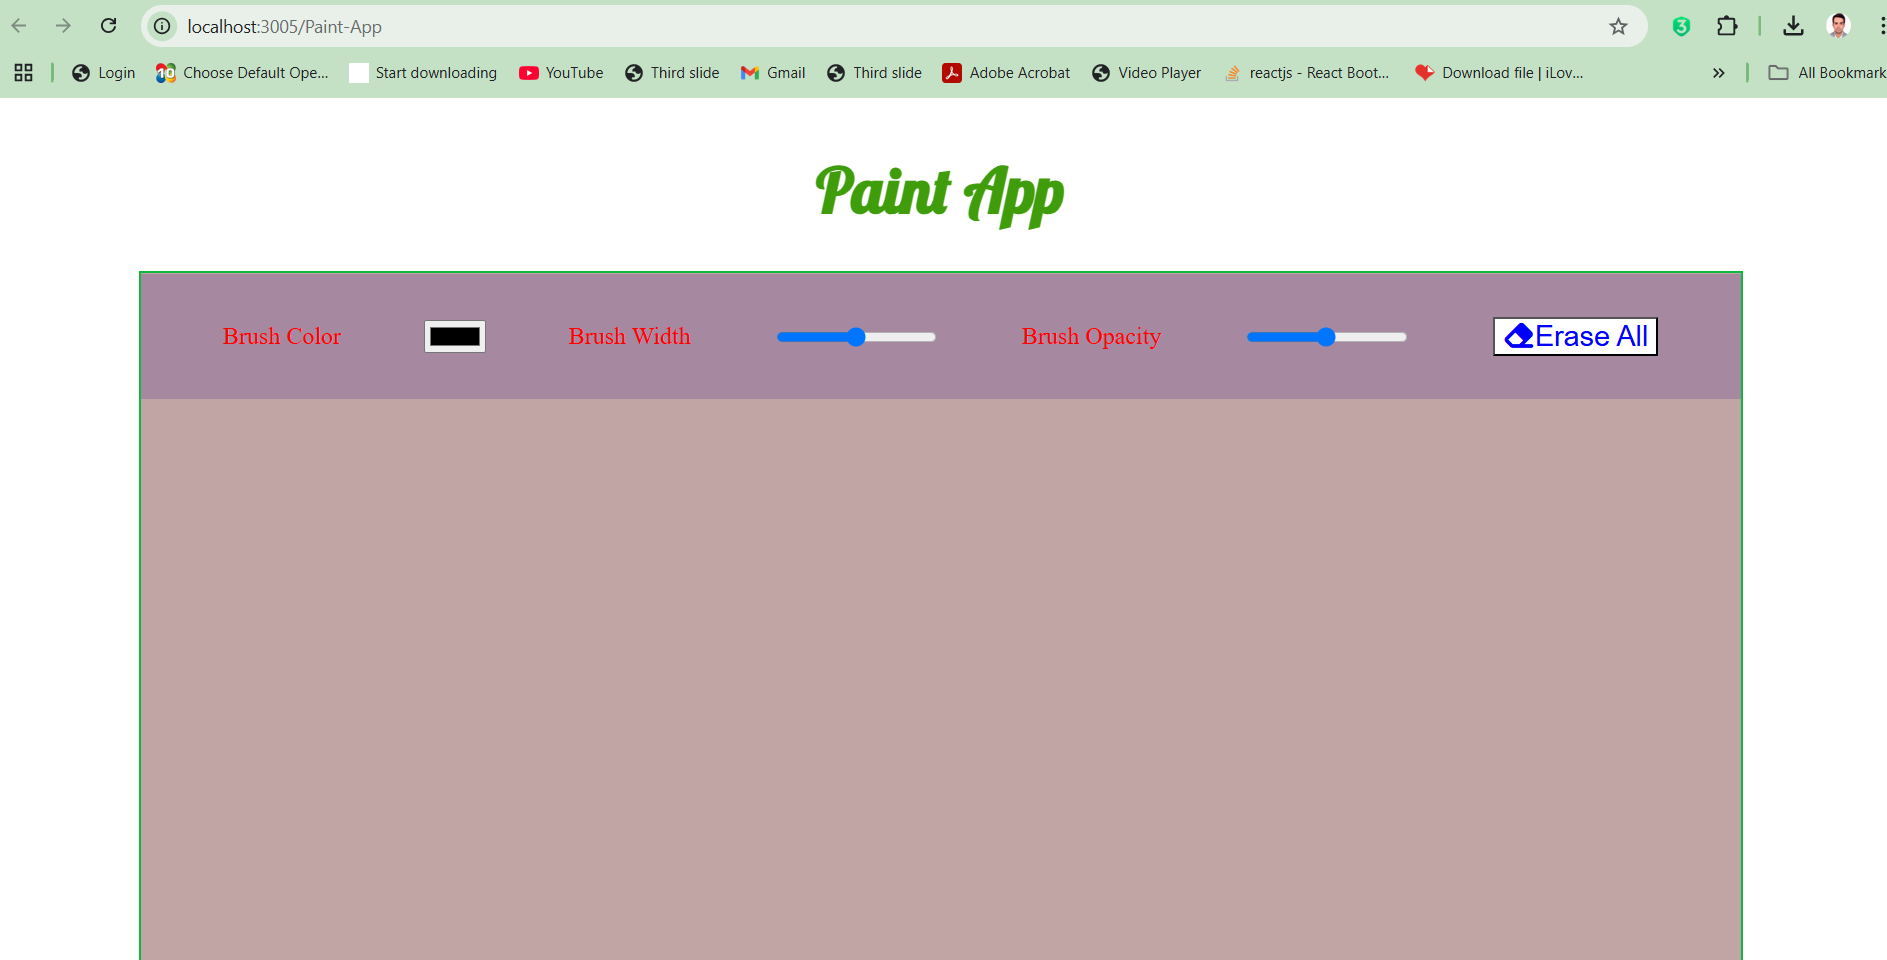 localhost:3005/Paint-App
Login
10 Choose Default Ope...
Start downloading
YouTube
Third slide
Gmail
Third slide
Adobe Acrobat
Video Player
reactjs - React Boot...
Download file | iLov...
»
All Bookmark
Paint App
Brush Color
Brush Width
Brush Opacity
Erase All